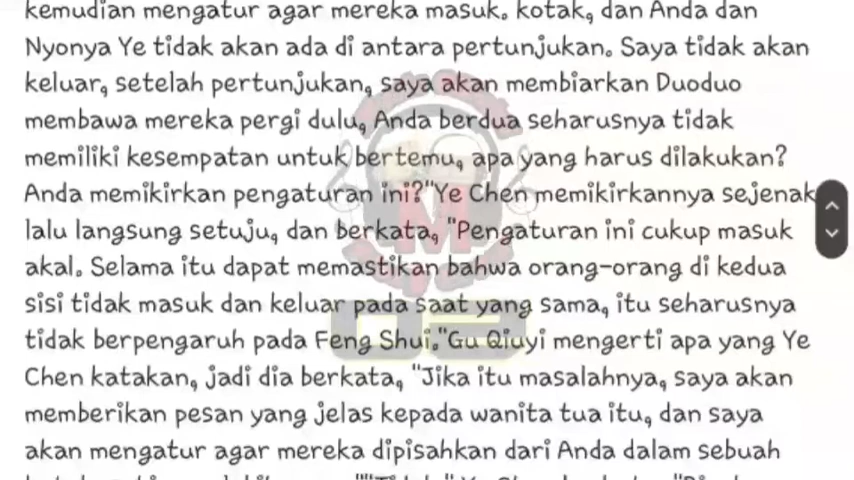 kemudian mengatur agar mereka masuk. kotak, dan Anda dan
Nyonya Ye tidak akan ada di antara pertunjukan. Saya tidak akan
keluar, setelah pertunjukan, saya akan membiarkan Duoduo
membawa mereka pergi dulu, Anda berdua seharusnya tidak
memiliki kesempatan untuk bertemu, apa yang harus dilakukan?
Anda memikirkan pengaturan ini?"Ye Chen memikirkannya sejenak
lalu langsung setuju, dan berkata, "Pengaturan ini cukup masuk
akal. Selama itu dapat memastikan bahwa orang-orang di kedua
sisi tidak masuk dan keluar pada saat yang sama, itu seharusnya
tidak berpengaruh pada Feng Shui."Gu Qiuyi mengerti apa yang Ye
Chen katakan, jadi dia berkata, "Jika itu masalahnya, saya akan
memberikan pesan yang jelas kepada wanita tua itu, dan saya
akan mengatur agar mereka dipisahkan dari Anda dalam sebuah